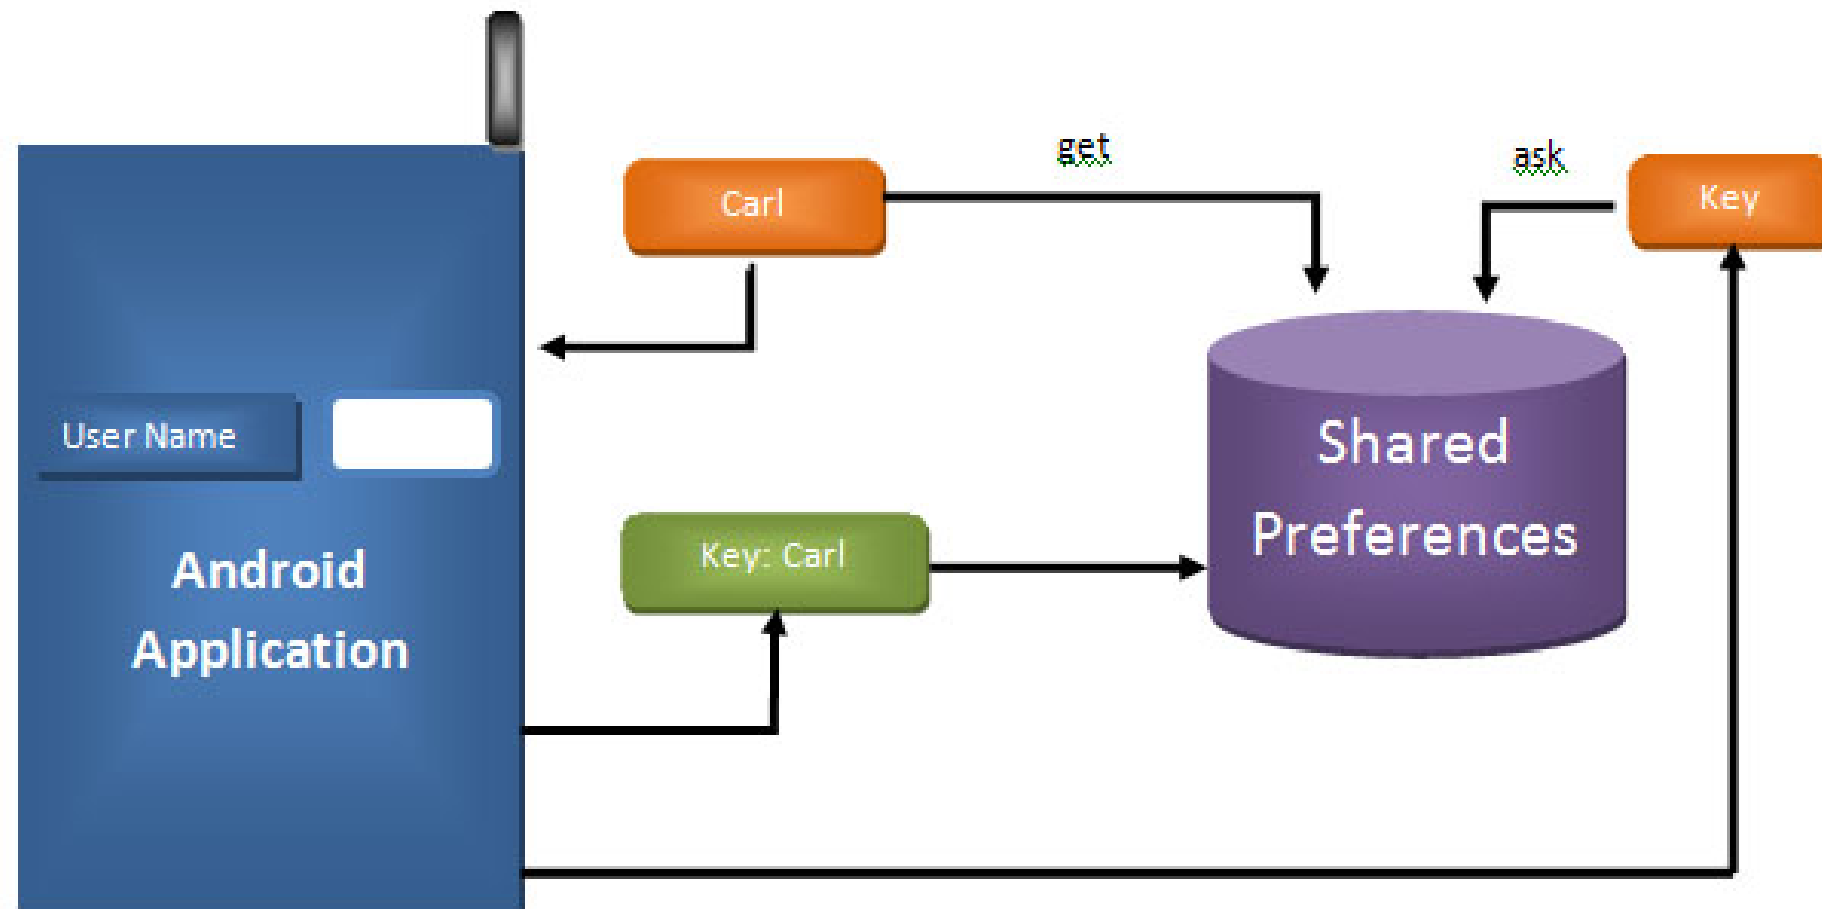 get
ask
Carl
Key
User Name
Shared
Preferences
Key: Carl
Android
Application